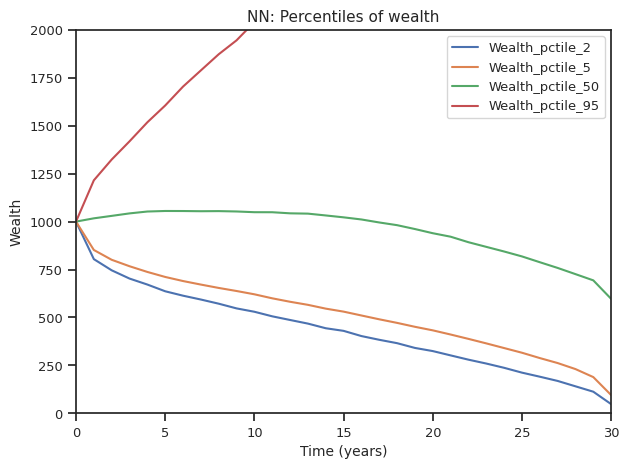 NN: Percentiles of wealth
Wealth_pctile_2
Wealth_pctile_5
Wealth_pctile_50
Wealth_pctile_95
Wealth
2000
1750
1500
1250
1000
750
500
250
0
0 5 10 15 20 25 30
Time (years)